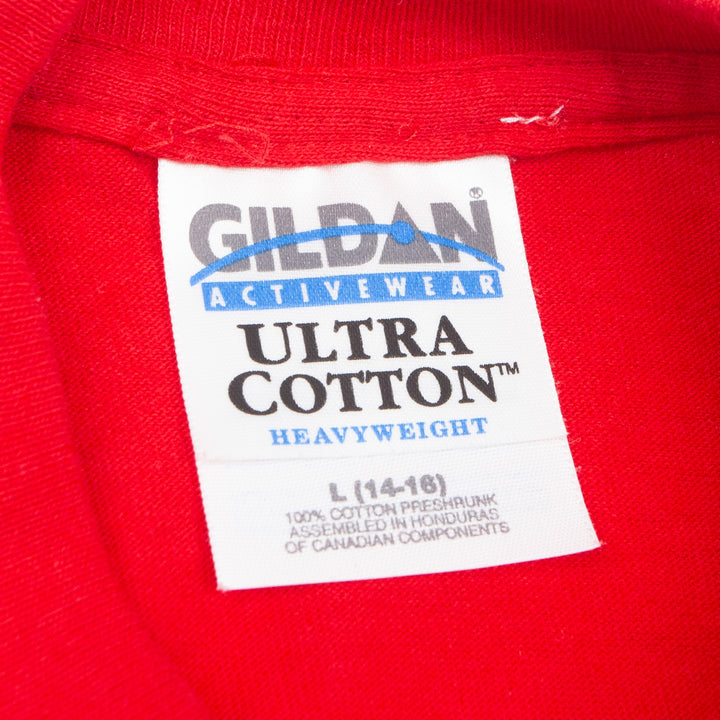 GILDAN®
ACTIVEWEAR
ULTRA
COTTON™
HEAVYWEIGHT
L (14-16)
100% COTTON PRESHRUNK
ASSEMBLED IN HONDURAS
OF CANADIAN COMPONENTS